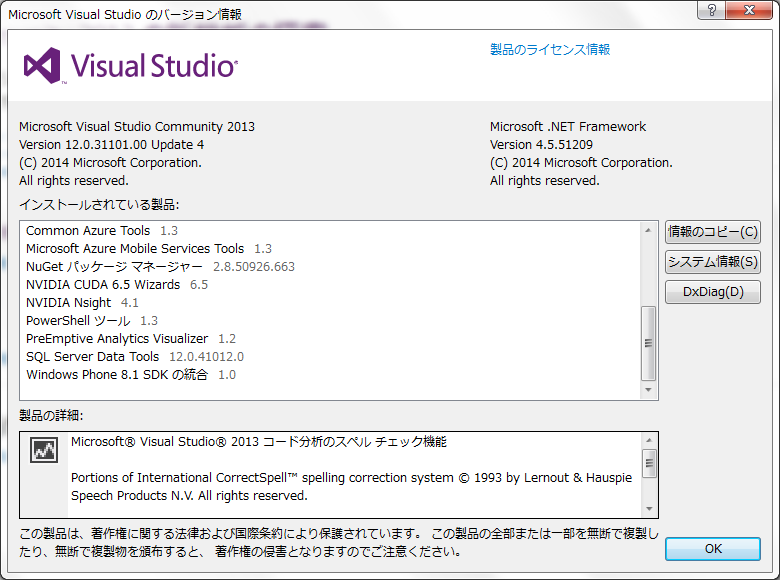 Microsoft Visual Studio のバージョン情報
Visual Studio®
製品のライセンス情報
Microsoft Visual Studio Community 2013
Version 12.0.31101.00 Update 4
(C) 2014 Microsoft Corporation.
All rights reserved.
Microsoft .NET Framework
Version 4.5.51209
(C) 2014 Microsoft Corporation.
All rights reserved.
インストールされている製品:
Common Azure Tools 1.3
Microsoft Azure Mobile Services Tools 1.3
NuGet パッケージ マネージャー 2.8.50926.663
NVIDIA CUDA 6.5 Wizards 6.5
NVIDIA Nsight 4.1
PowerShell ツール 1.3
PreEmptive Analytics Visualizer 1.2
SQL Server Data Tools 12.0.41012.0
Windows Phone 8.1 SDK の統合 1.0
情報のコピー(C)
システム情報(S)
DxDiag(D)
製品の詳細:
Microsoft® Visual Studio® 2013 コード分析のスペル チェック機能
Portions of International CorrectSpell™ spelling correction system © 1993 by Lernout & Hauspie
Speech Products N.V. All rights reserved.
この製品は、著作権に関する法律および国際条約により保護されています。 この製品の全部または一部を無断で複製し
たり、無断で複製物を頒布すると、 著作権の侵害となりますのでご注意ください。
OK